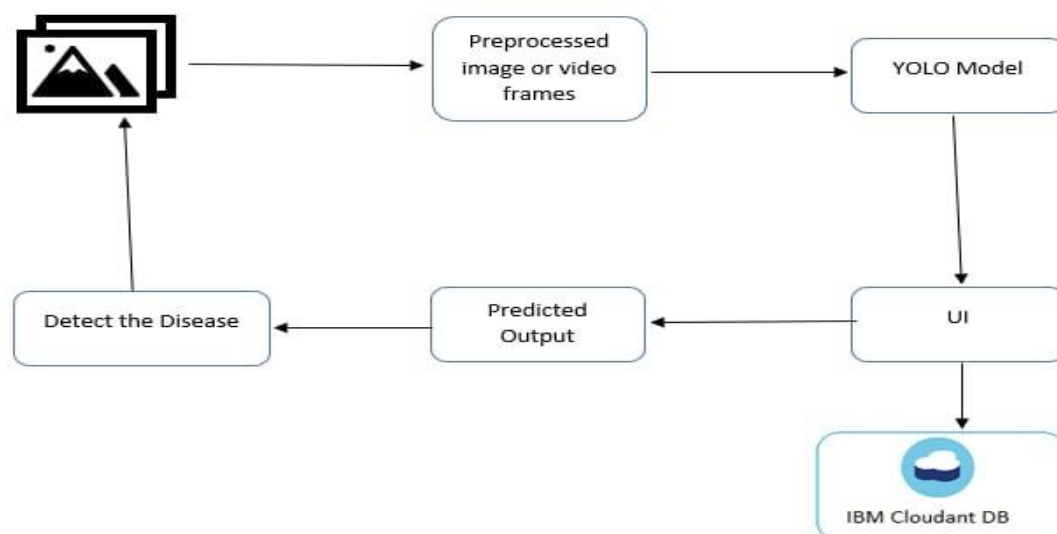 Preprocessed
image or video
frames
YOLO Model
Detect the Disease
Predicted
Output
UI
IBM Cloudant DB